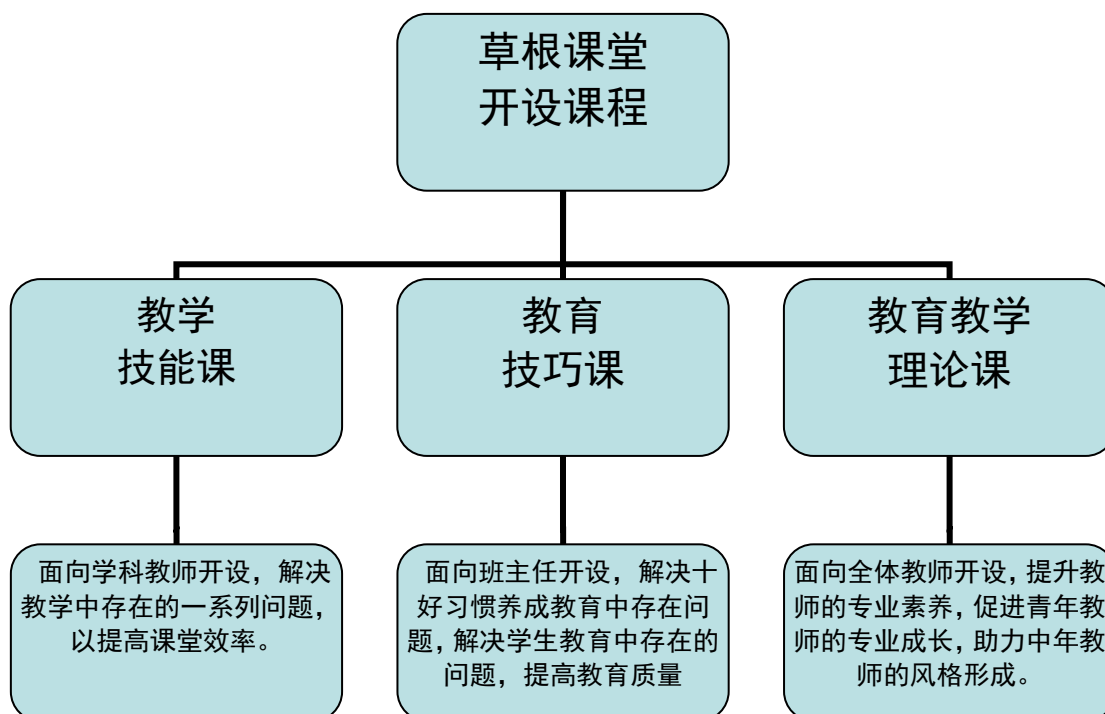 草根课堂
开设课程
教学
技能课
教育
技巧课
教育教学
理论课
面向学科教师开设，解决
教学中存在的一系列问题，
以提高课堂效率。
面向班主任开设，解决十
好习惯养成教育中存在问
题，解决学生教育中存在的
问题，提高教育质量
面向全体教师开设，提升教
师的专业素养，促进青年教
师的专业成长，助力中年教
师的风格形成。